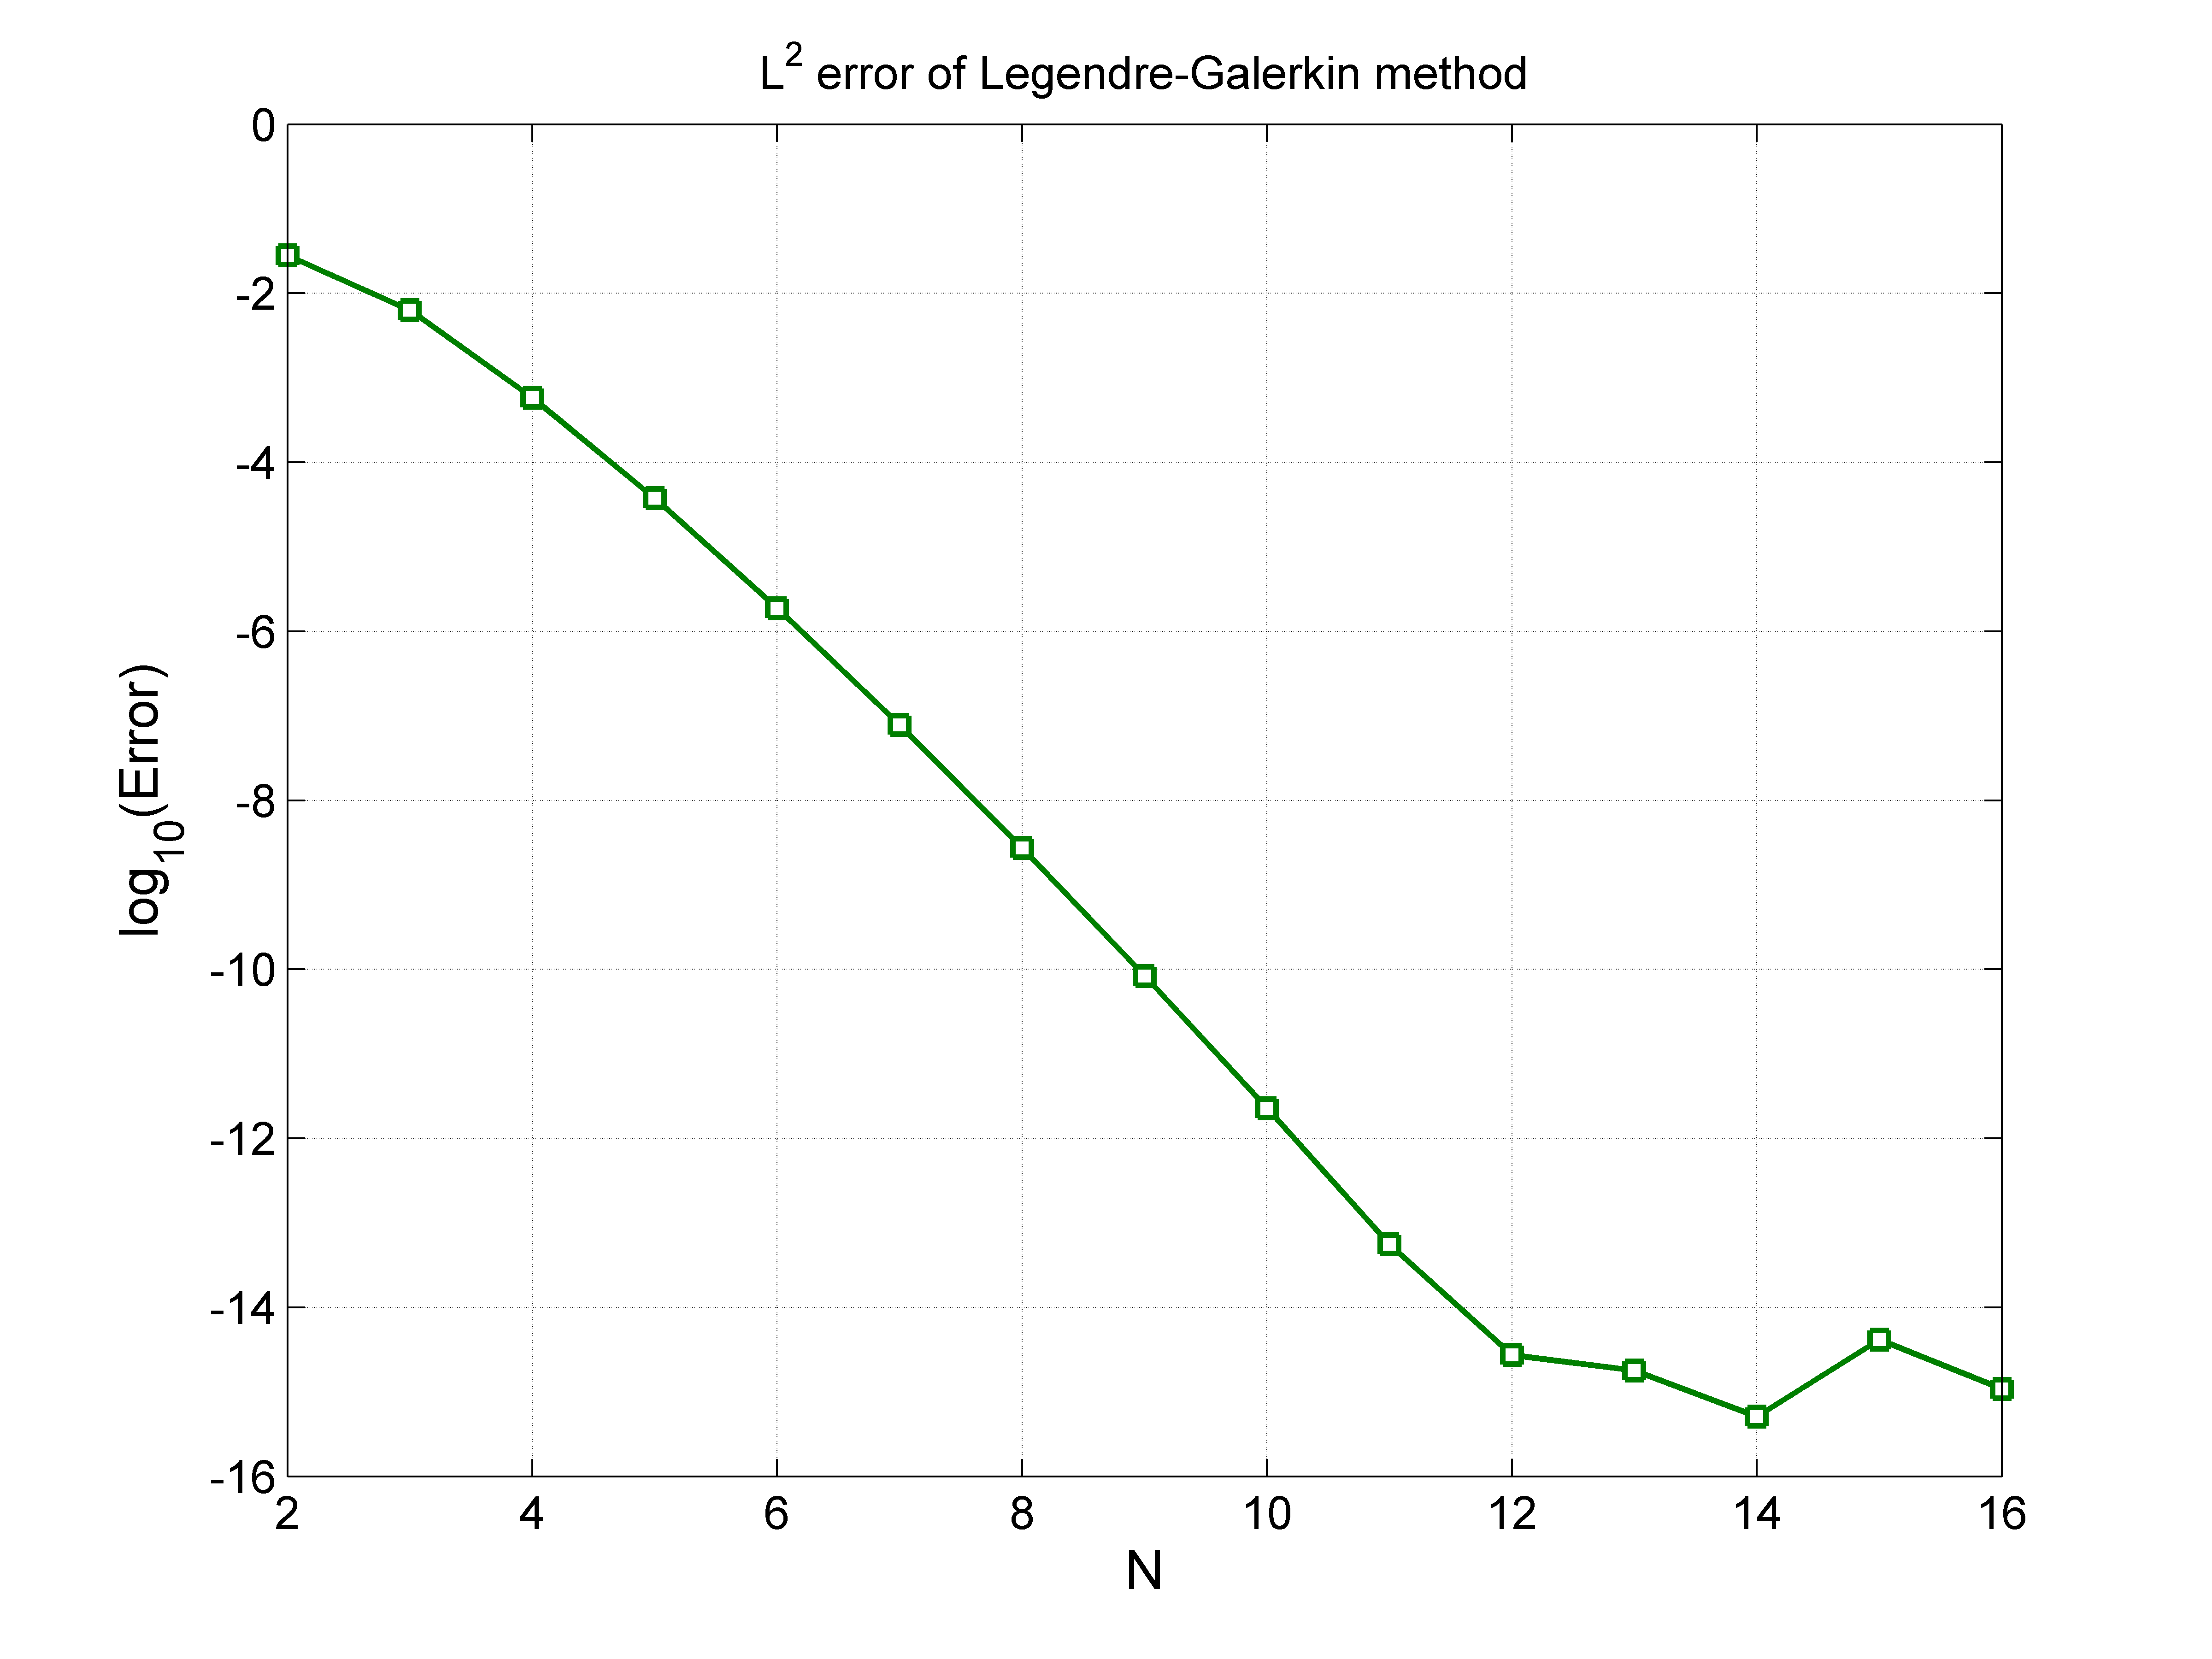 L² error of Legendre-Galerkin method
0
-2
-4
-6
-8
-10
-12
-14
-16
log₁₀(Error)
2 4 6 8 10 12 14 16
N